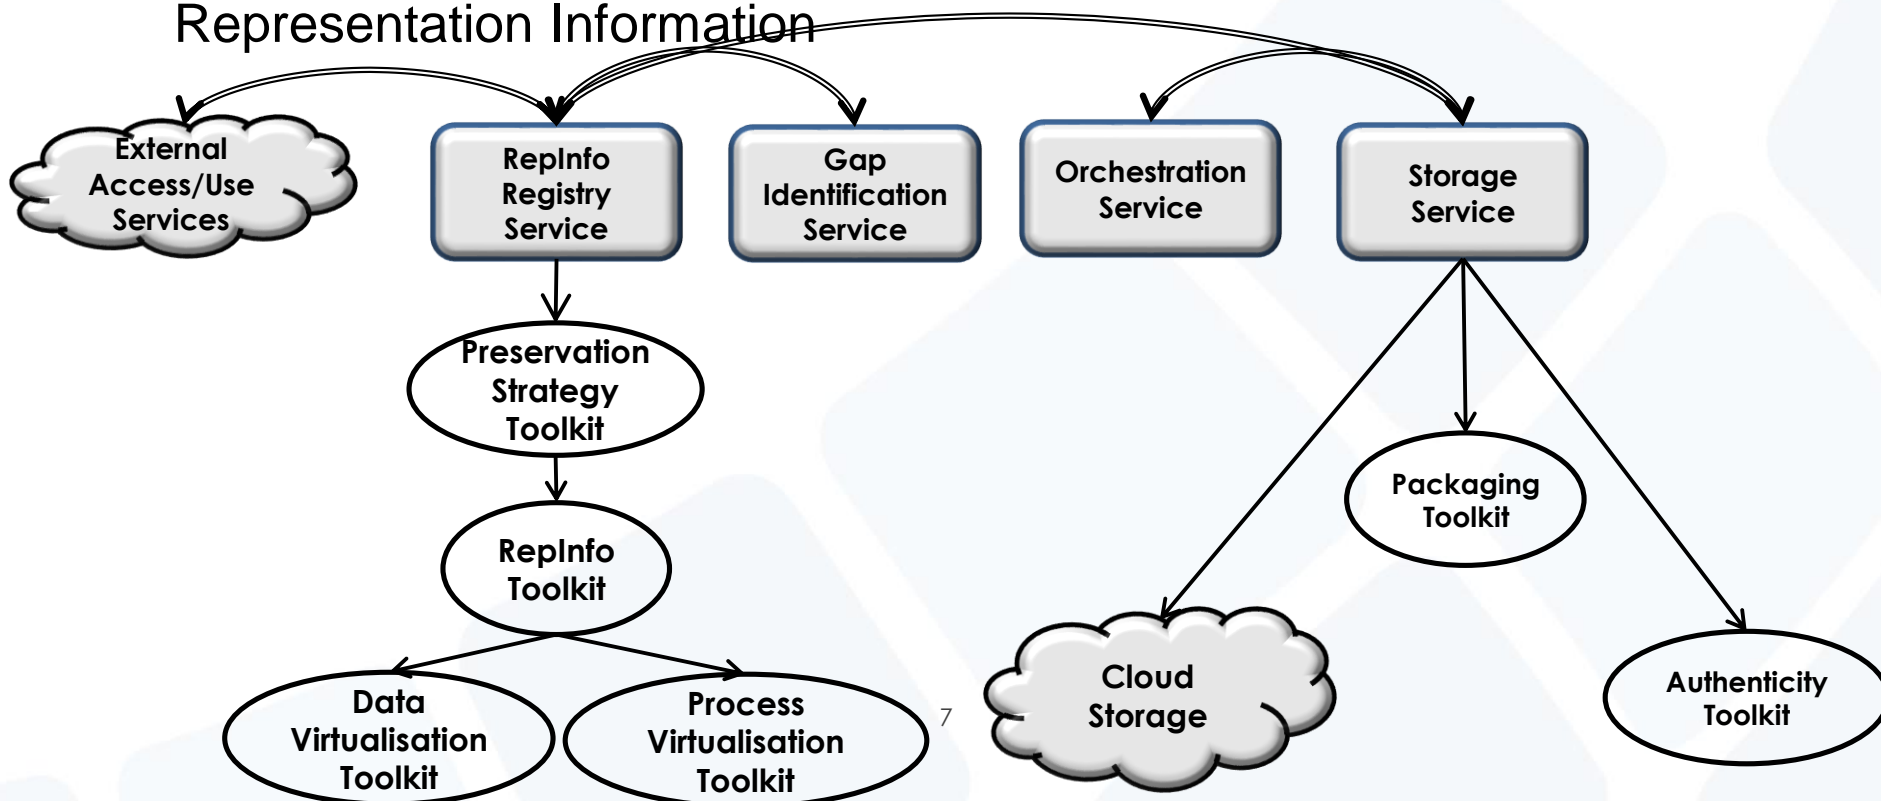 Representation Information
External
Access/Use
Services
RepInfo
Registry
Service
Gap
Identification
Service
Orchestration
Service
Storage
Service
Preservation
Strategy
Toolkit
RepInfo
Toolkit
Data
Virtualisation
Toolkit
Process
Virtualisation
Toolkit
7
Cloud
Storage
Packaging
Toolkit
Authenticity
Toolkit